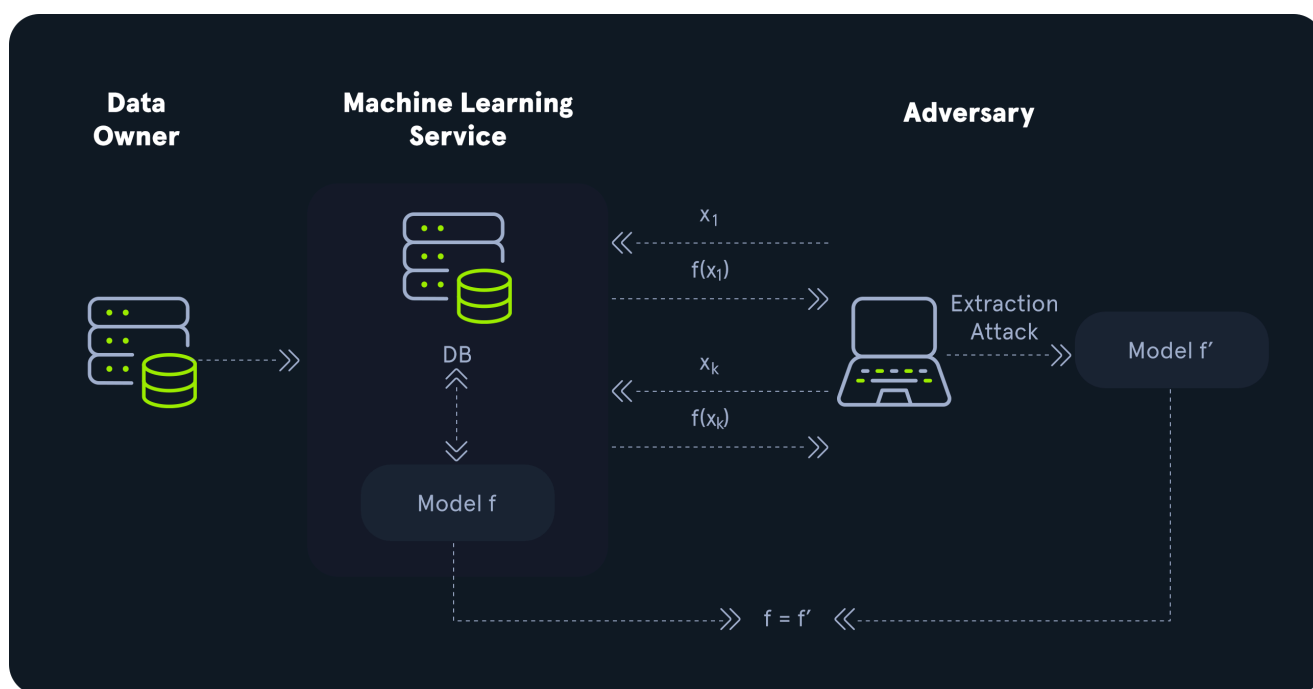 Data
Owner
Machine Learning
Service
Adversary
x₁
f(x₁)
DB
xₖ
f(xₖ)
Extraction
Attack
Model f′
Model f
f = f′